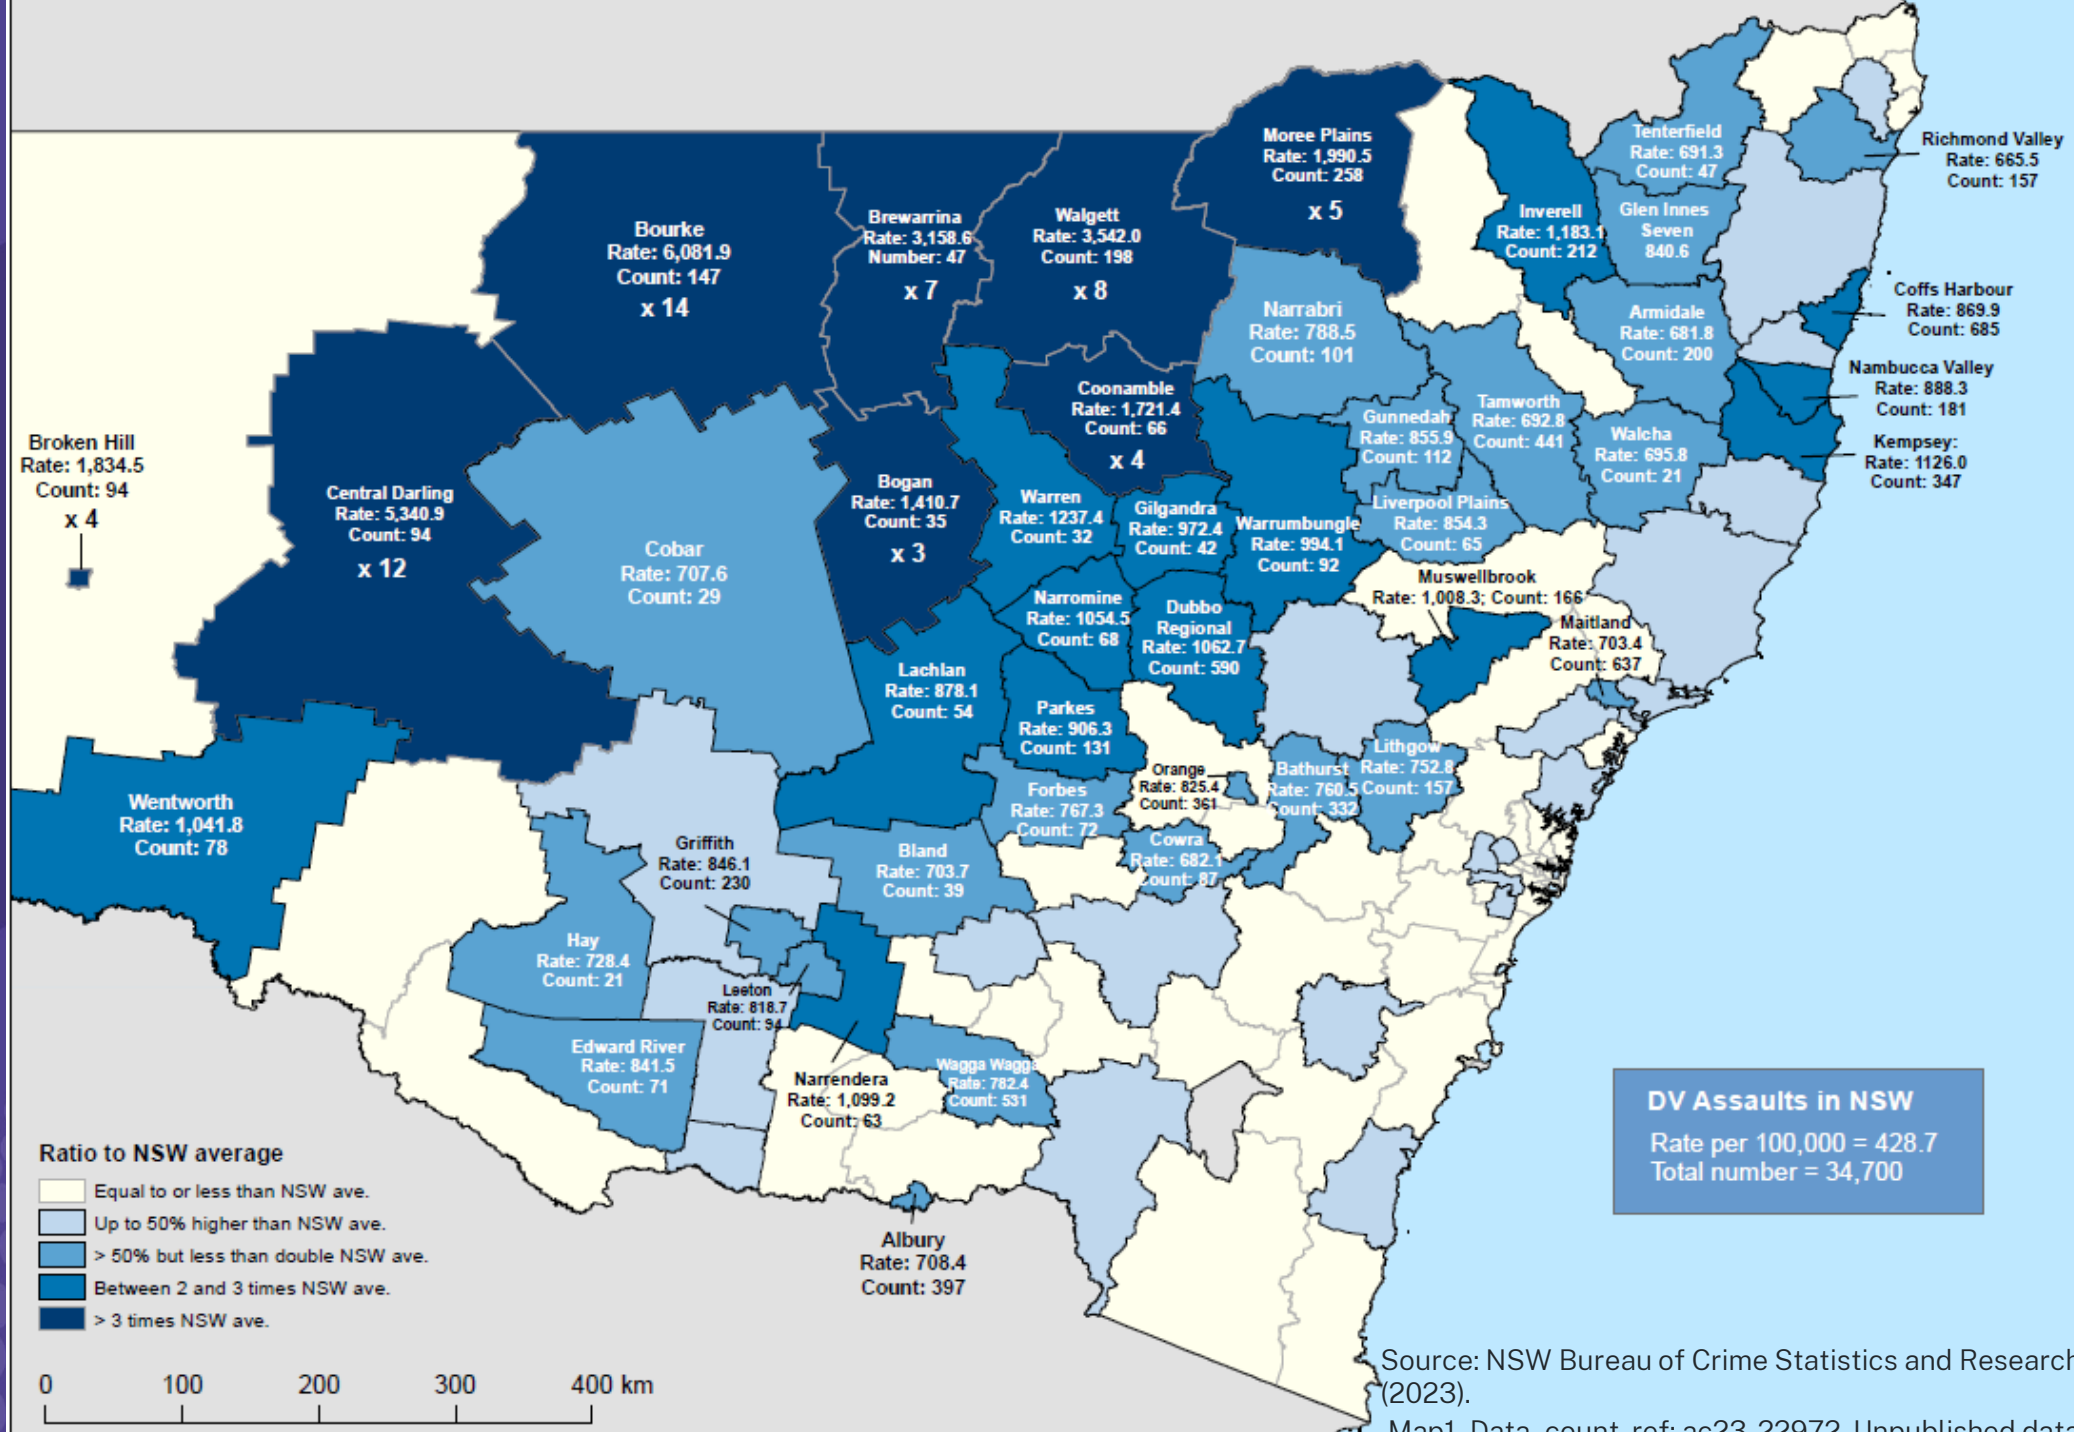 Moree Plains
Rate: 1,990.5
Count: 258
x 5
Tenterfield
Rate: 691.3
Count: 47
Richmond Valley
Rate: 665.5
Count: 157
Bourke
Rate: 6,081.9
Count: 147
x 14
Brewarrina
Rate: 3,158.6
Number: 47
x 7
Walgett
Rate: 3,542.0
Count: 198
x 8
Inverell
Rate: 1,183.1
Count: 212
Glen Innes
Seven
840.6
Narrabri
Rate: 788.5
Count: 101
Armidale
Rate: 681.8
Count: 200
Coffs Harbour
Rate: 869.9
Count: 685
Nambucca Valley
Rate: 888.3
Count: 181
Kempsey:
Rate: 1126.0
Count: 347
Coonamble
Rate: 1,721.4
Count: 66
x 4
Gunnedah
Rate: 855.9
Count: 112
Tamworth
Rate: 692.8
Count: 441
Walcha
Rate: 695.8
Count: 21
Broken Hill
Rate: 1,834.5
Count: 94
x 4
Central Darling
Rate: 5,340.9
Count: 94
x 12
Cobar
Rate: 707.6
Count: 29
Bogan
Rate: 1,410.7
Count: 35
x 3
Warren
Rate: 1237.4
Count: 32
Gilgandra
Rate: 972.4
Count: 42
Warrumbungle
Rate: 994.1
Count: 92
Liverpool Plains
Rate: 854.3
Count: 65
Muswellbrook
Rate: 1,008.3; Count: 166
Maitland
Rate: 703.4
Count: 637
Narromine
Rate: 1054.5
Count: 68
Dubbo
Regional
Rate: 1062.7
Count: 590
Lachlan
Rate: 878.1
Count: 54
Parkes
Rate: 906.3
Count: 131
Wentworth
Rate: 1,041.8
Count: 78
Forbes
Rate: 767.3
Count: 72
Orange
Rate: 825.4
Count: 361
Bathurst
Rate: 760.5
Count: 332
Lithgow
Rate: 752.8
Count: 157
Griffith
Rate: 846.1
Count: 230
Bland
Rate: 703.7
Count: 39
Cowra
Rate: 682.1
Count: 87
Hay
Rate: 728.4
Count: 21
Leeton
Rate: 818.7
Count: 94
Edward River
Rate: 841.5
Count: 71
Narrendera
Rate: 1,099.2
Count: 63
Wagga Wagga
Rate: 782.4
Count: 531
Albury
Rate: 708.4
Count: 397
DV Assaults in NSW
Rate per 100,000 = 428.7
Total number = 34,700
Ratio to NSW average
Equal to or less than NSW ave.
Up to 50% higher than NSW ave.
> 50% but less than double NSW ave.
Between 2 and 3 times NSW ave.
> 3 times NSW ave.
0 100 200 300 400 km
Source: NSW Bureau of Crime Statistics and Research
(2023).
Map1. Data count ref: ac23-22972. Unpublished data